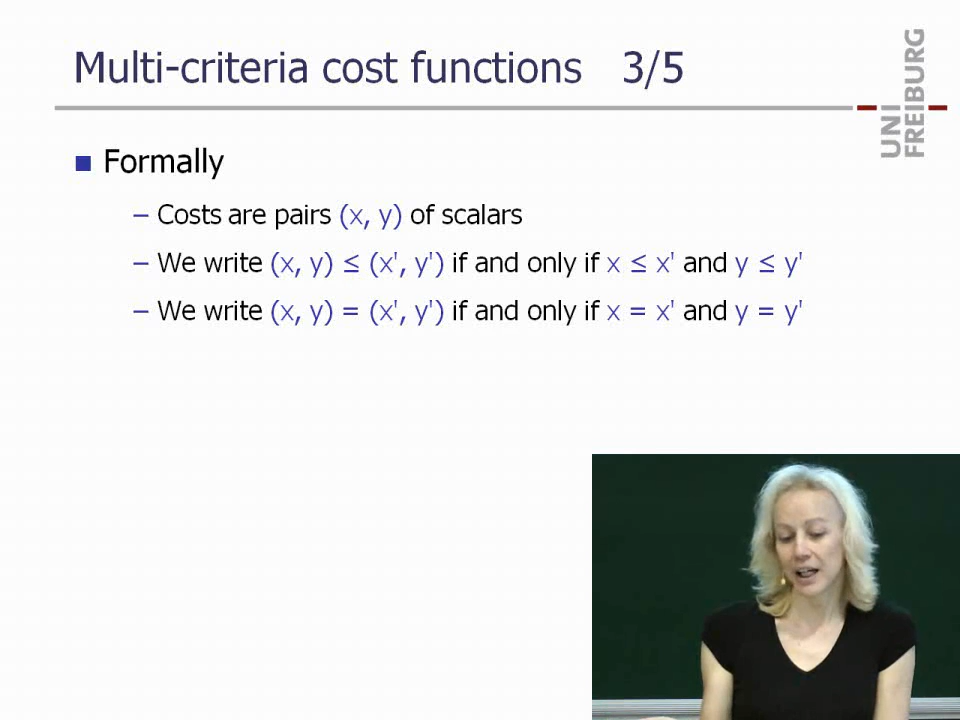 Multi-criteria cost functions 3/5
UNI
FREIBURG
Formally
– Costs are pairs (x, y) of scalars
– We write (x, y) ≤ (x', y') if and only if x ≤ x' and y ≤ y'
– We write (x, y) = (x', y') if and only if x = x' and y = y'